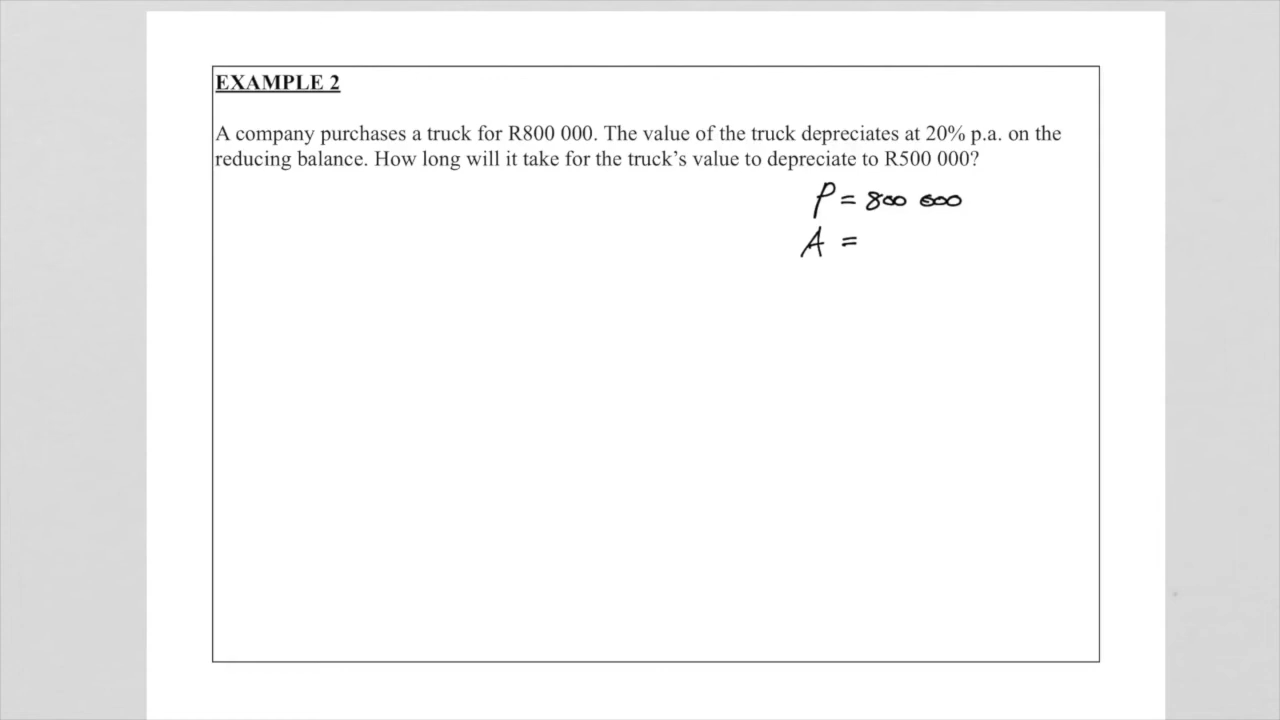 EXAMPLE 2
A company purchases a truck for R800 000. The value of the truck depreciates at 20% p.a. on the
reducing balance. How long will it take for the truck's value to depreciate to R500 000?
P = 800 000
A =